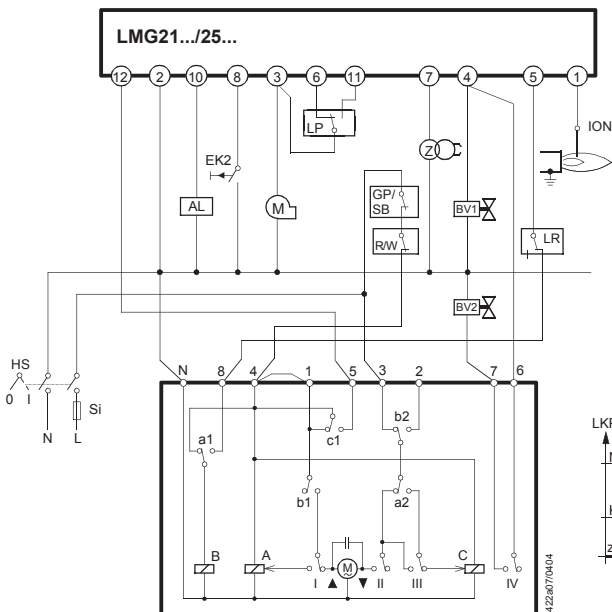 LMG21.../25...
12 2 10 8 3 6 11 7 4 5 1
LP
ION
EK2
Z
GP/
SB
AL
M
BV1
R/W
LR
BV2
HS
0 I
Si
N L
N 8 4 1 5 3 2 7 6
LKP
a1
c1
b2
N
b1
a2
K
B A I M II III C IV
z
422a07/0404